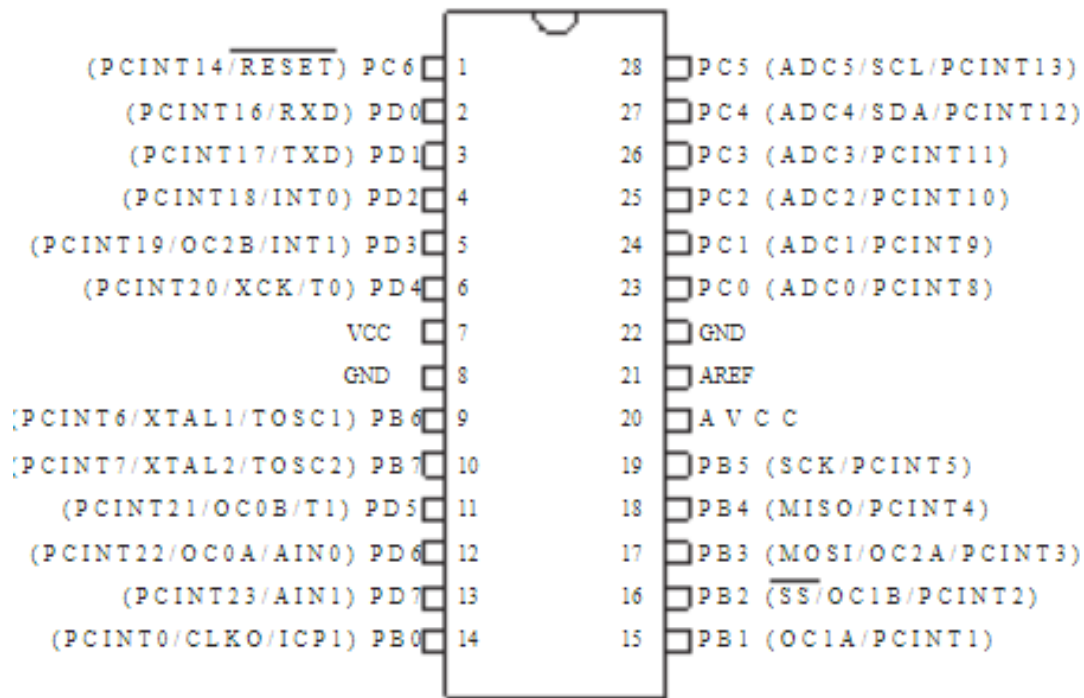 (PCINT14/RESET) PC6 1 28 PC5 (ADC5/SCL/PCINT13)
(PCINT16/RXD) PD0 2 27 PC4 (ADC4/SDA/PCINT12)
(PCINT17/TXD) PD1 3 26 PC3 (ADC3/PCINT11)
(PCINT18/INT0) PD2 4 25 PC2 (ADC2/PCINT10)
(PCINT19/OC2B/INT1) PD3 5 24 PC1 (ADC1/PCINT9)
(PCINT20/XCK/T0) PD4 6 23 PC0 (ADC0/PCINT8)
VCC 7 22 GND
GND 8 21 AREF
(PCINT6/XTAL1/TOSC1) PB6 9 20 AVCC
(PCINT7/XTAL2/TOSC2) PB7 10 19 PB5 (SCK/PCINT5)
(PCINT21/OC0B/T1) PD5 11 18 PB4 (MISO/PCINT4)
(PCINT22/OC0A/AIN0) PD6 12 17 PB3 (MOSI/OC2A/PCINT3)
(PCINT23/AIN1) PD7 13 16 PB2 (SS/OC1B/PCINT2)
(PCINT0/CLKO/ICP1) PB0 14 15 PB1 (OC1A/PCINT1)